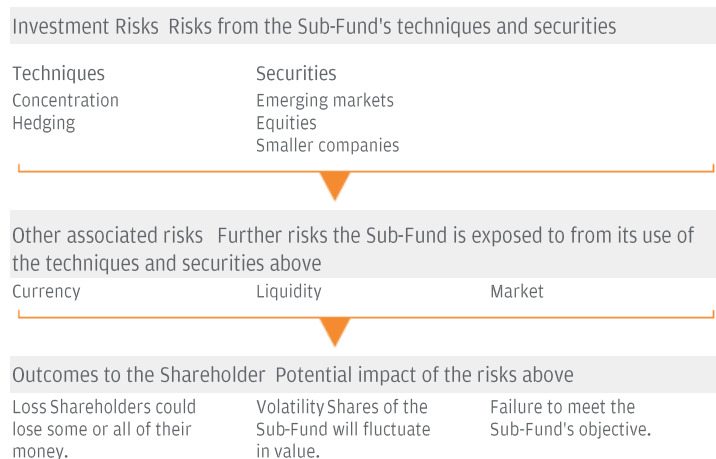 Investment Risks Risks from the Sub-Fund's techniques and securities
Techniques
Concentration
Hedging
Securities
Emerging markets
Equities
Smaller companies
Other associated risks Further risks the Sub-Fund is exposed to from its use of
the techniques and securities above
Currency
Liquidity
Market
Outcomes to the Shareholder Potential impact of the risks above
Loss Shareholders could
lose some or all of their
money.
Volatility Shares of the
Sub-Fund will fluctuate
in value.
Failure to meet the
Sub-Fund's objective.